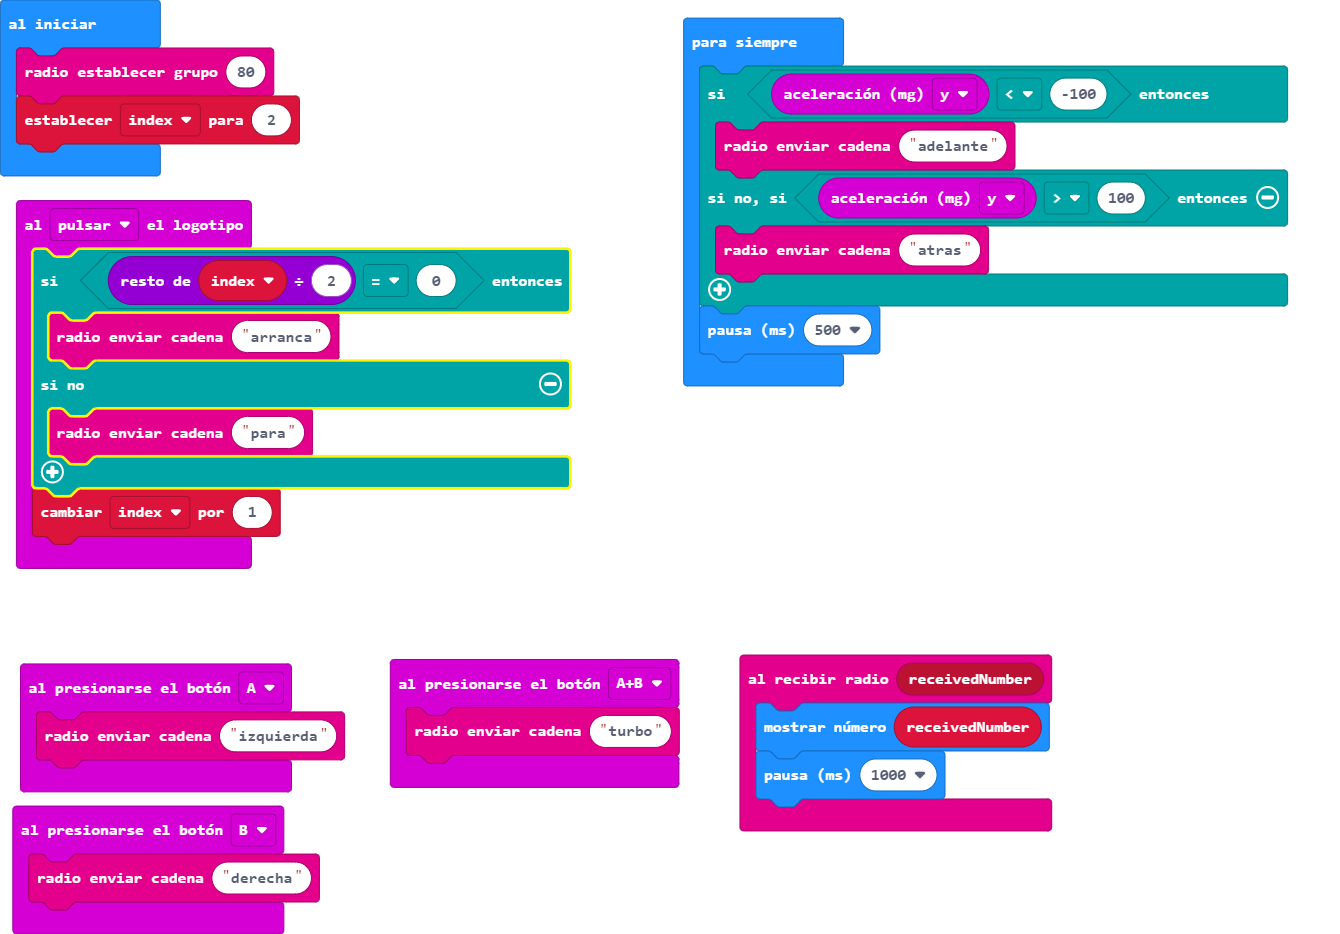 al iniciar
radio establecer grupo 80
establecer index para 2
al pulsar el logotipo
si resto de index ÷ 2 = 0 entonces
radio enviar cadena "arranca"
si no
radio enviar cadena "para"
cambiar index por 1
para siempre
si aceleración (mg) y < -100 entonces
radio enviar cadena "adelante"
si no, si aceleración (mg) y > 100 entonces
radio enviar cadena "atras"
pausa (ms) 500
al presionarse el botón A
radio enviar cadena "izquierda"
al presionarse el botón B
radio enviar cadena "derecha"
al presionarse el botón A+B
radio enviar cadena "turbo"
al recibir radio receivedNumber
mostrar número receivedNumber
pausa (ms) 1000